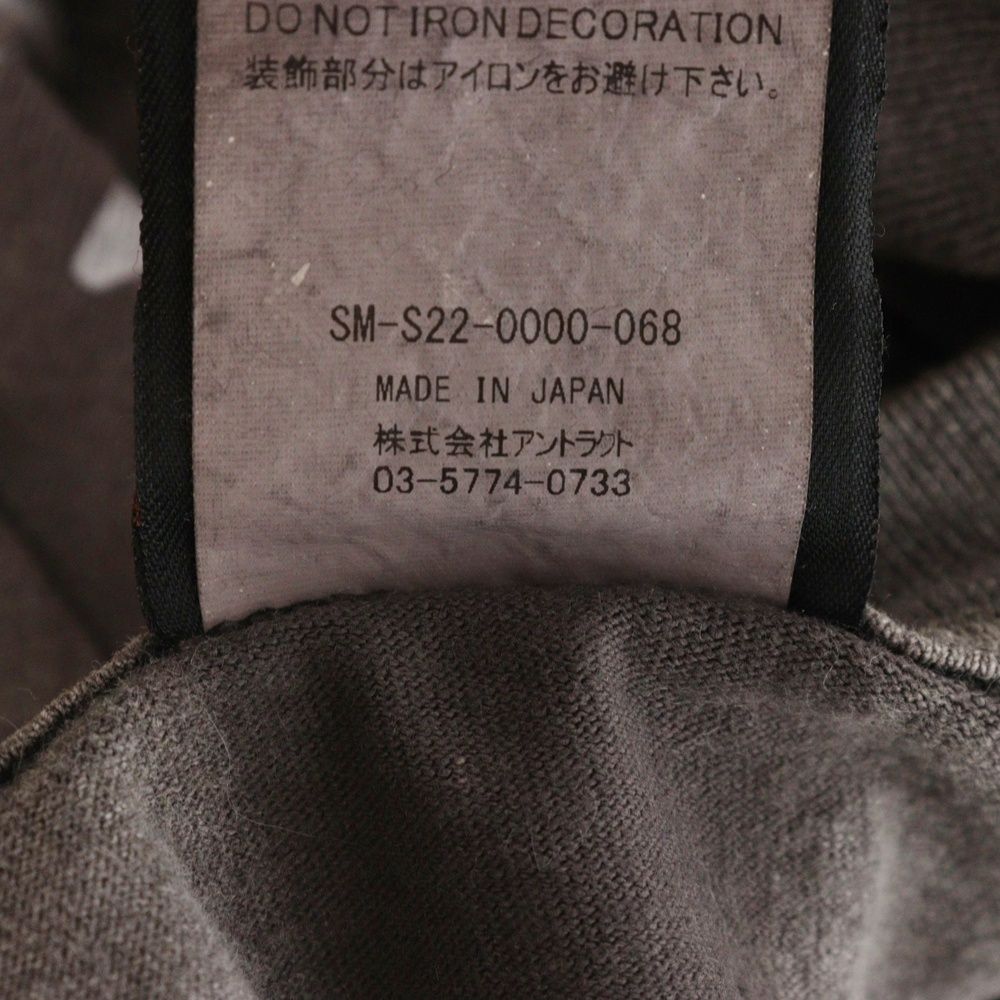 DO NOT IRON DECORATION
装飾部分はアイロンをお避け下さい。
SM-S22-0000-068
MADE IN JAPAN
株式会社アントラクト
03-5774-0733